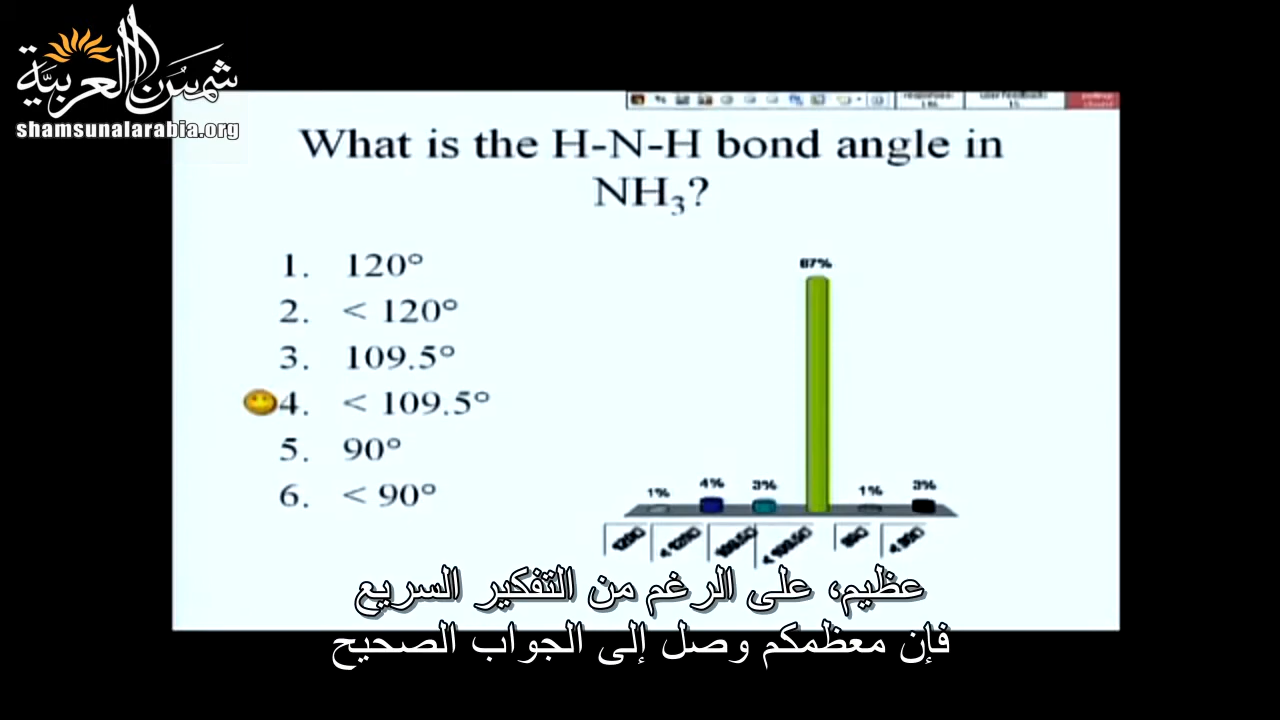 شمس العربية
shamsunalarabia.org
What is the H-N-H bond angle in
NH₃?
1. 120°
2. < 120°
3. 109.5°
4. < 109.5°
5. 90°
6. < 90°
1%
4%
3%
87%
1%
3%
عظيم، على الرغم من التفكير السريع
فإن معظمكم وصل إلى الجواب الصحيح